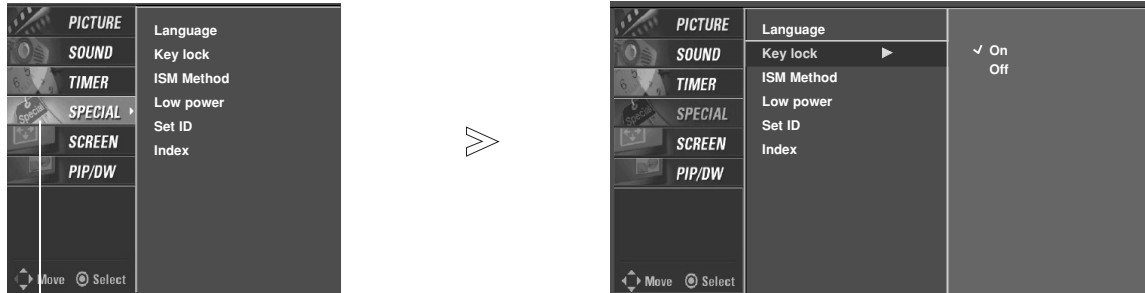 PICTURE
SOUND
TIMER
SPECIAL
SCREEN
PIP/DW
Move Select
Language
Key lock
ISM Method
Low power
Set ID
Index
PICTURE
SOUND
TIMER
SPECIAL
SCREEN
PIP/DW
Move Select
Language
Key lock
ISM Method
Low power
Set ID
Index
On
Off